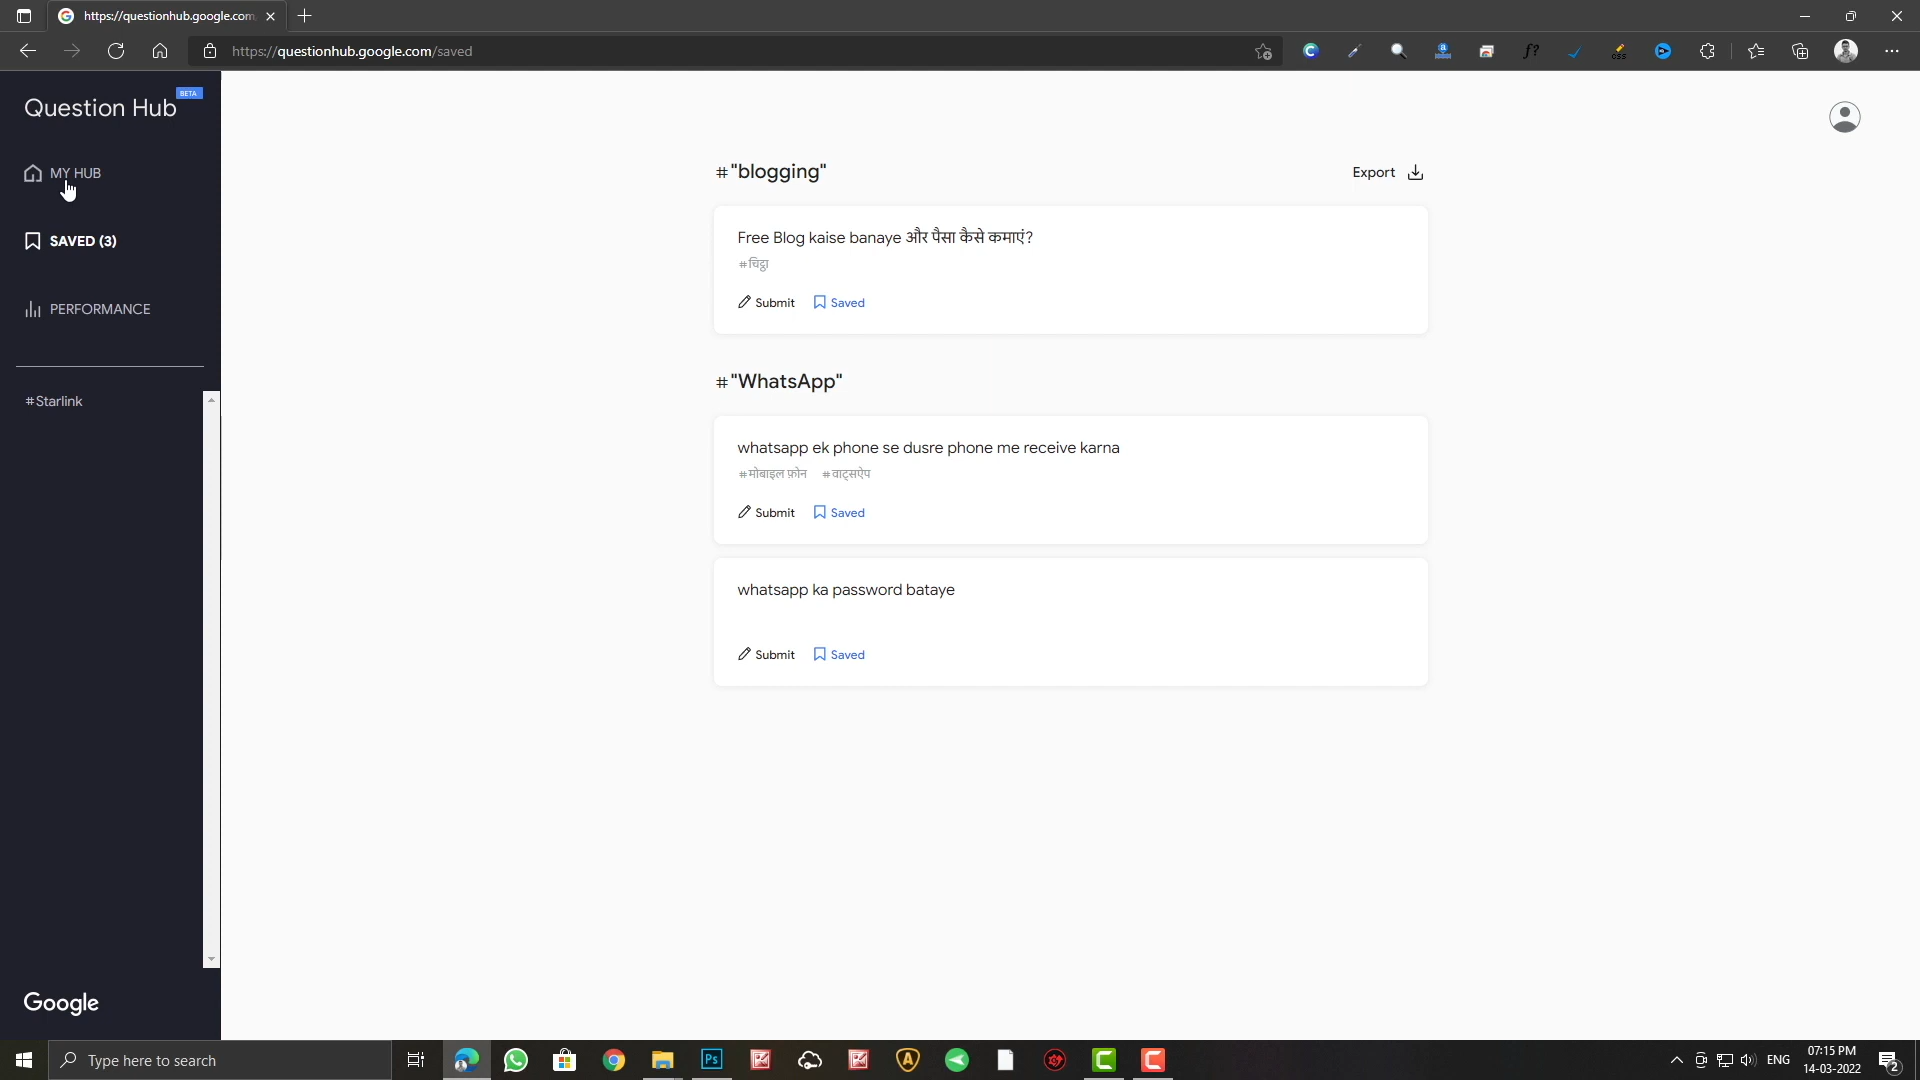 https://questionhub.google.com
https://questionhub.google.com/saved
Question Hub
BETA
MY HUB
SAVED (3)
PERFORMANCE
#Starlink
Google
#"blogging"
Export
Free Blog kaise banaye और पैसा कैसे कमाएं?
#चिट्ठा
Submit Saved
#"WhatsApp"
whatsapp ek phone se dusre phone me receive karna
#मोबाइल फ़ोन #वाट्सऐप
Submit Saved
whatsapp ka password bataye
Submit Saved
Type here to search
Ps
ENG
07:15 PM
14-03-2022
2